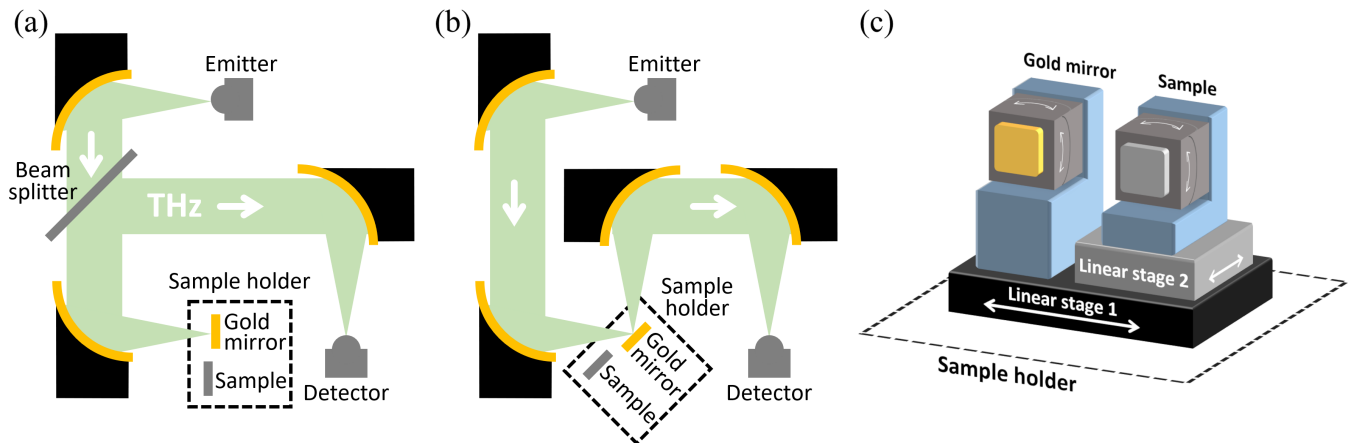 (a)
Emitter
Beam
splitter
THz
Sample holder
Gold
mirror
Sample
Detector
(b)
Emitter
Sample
holder
Gold
mirror
Sample
Detector
(c)
Gold mirror
Sample
Linear stage 2
Linear stage 1
Sample holder